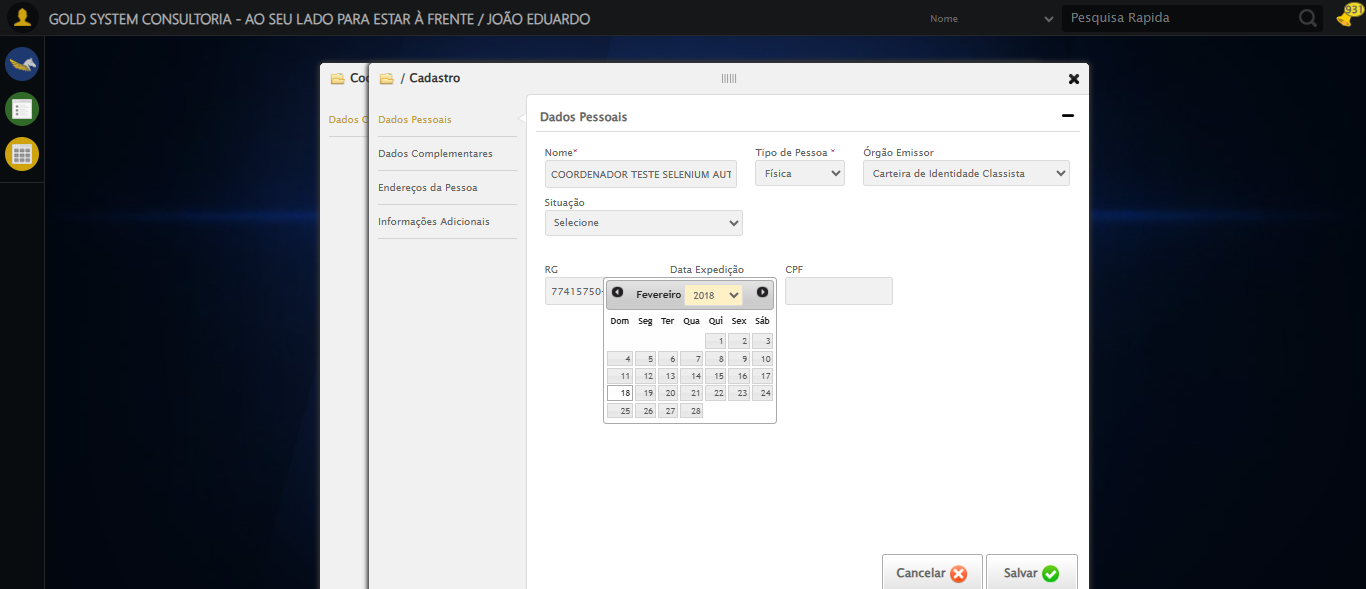 GOLD SYSTEM CONSULTORIA - AO SEU LADO PARA ESTAR À FRENTE / JOÃO EDUARDO
Nome
Pesquisa Rapida
931
Coo
/ Cadastro
Dados C
Dados Pessoais
Dados Complementares
Endereços da Pessoa
Informações Adicionais
Dados Pessoais
Nome* Tipo de Pessoa * Órgão Emissor
COORDENADOR TESTE SELENIUM AUT Física Carteira de Identidade Classista
Situação
Selecione
RG Data Expedição CPF
77415750-
Fevereiro 2018
Dom Seg Ter Qua Qui Sex Sáb
1 2 3
4 5 6 7 8 9 10
11 12 13 14 15 16 17
18 19 20 21 22 23 24
25 26 27 28
Cancelar Salvar